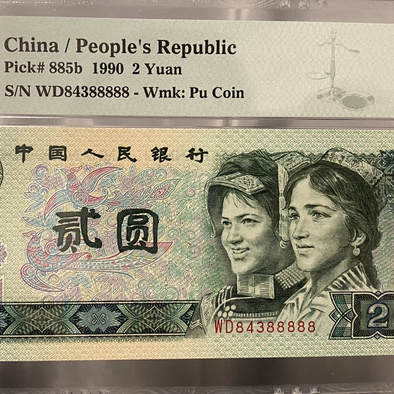 China / People's Republic
Pick# 885b 1990 2 Yuan
S/N WD84388888 - Wmk: Pu Coin
中国人民银行
贰圆
WD84388888
2